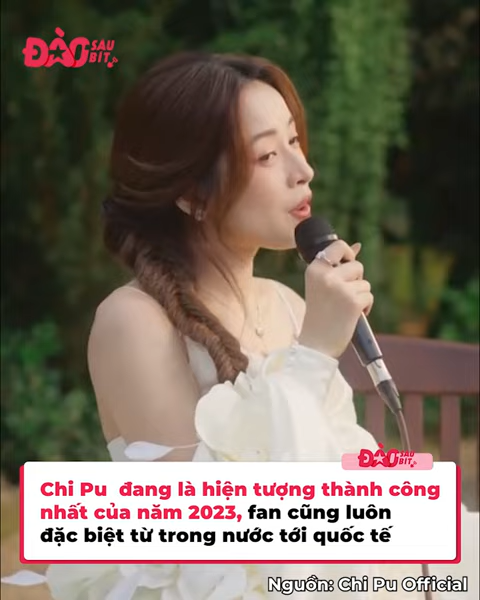 ĐÀO SAU BIT
ĐÀO SAU BIT
Chi Pu đang là hiện tượng thành công
nhất của năm 2023, fan cũng luôn
đặc biệt từ trong nước tới quốc tế
Nguồn: Chi Pu Official